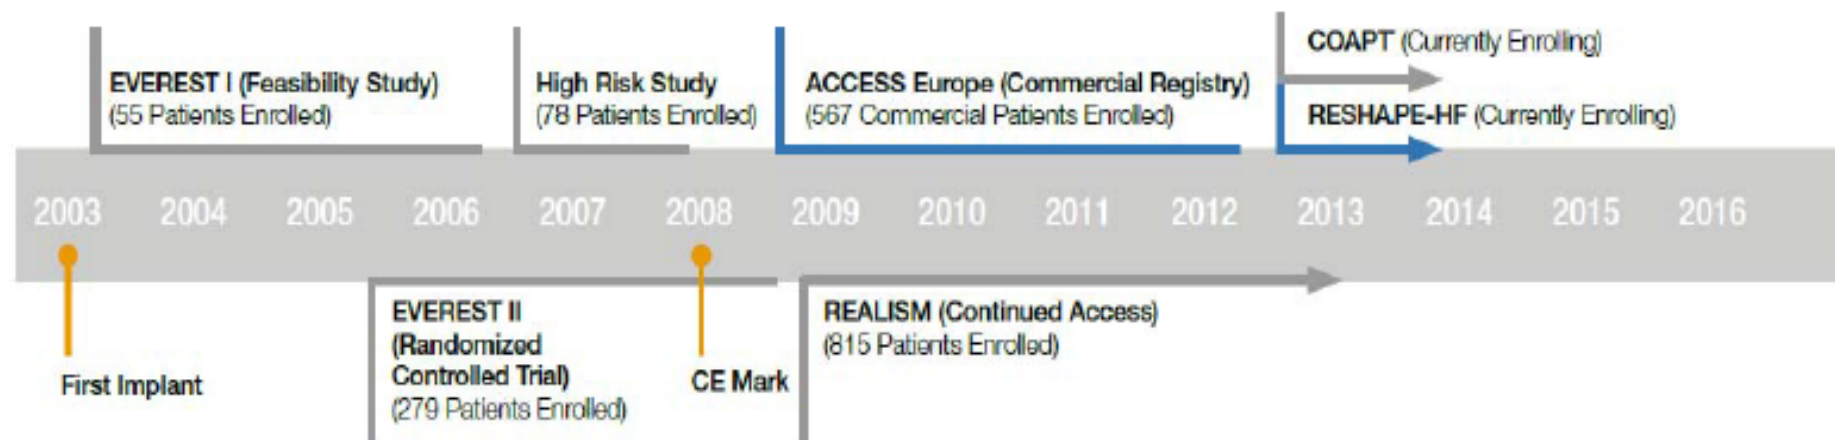 EVEREST I (Feasibility Study)
(55 Patients Enrolled)
High Risk Study
(78 Patients Enrolled)
ACCESS Europe (Commercial Registry)
(567 Commercial Patients Enrolled)
COAPT (Currently Enrolling)
RESHAPE-HF (Currently Enrolling)
2003 2004 2005 2006 2007 2008 2009 2010 2011 2012 2013 2014 2015 2016
First Implant
EVEREST II
(Randomized
Controlled Trial)
(279 Patients Enrolled)
CE Mark
REALISM (Continued Access)
(815 Patients Enrolled)